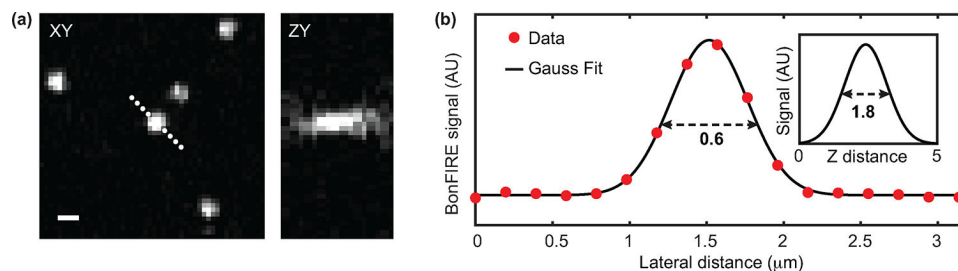 (a)
XY
ZY
(b)
BonFIRE signal (AU)
Data
Gauss Fit
0.6
0
0.5
1
1.5
2
2.5
3
Lateral distance (μm)
Signal (AU)
1.8
0
Z distance
5